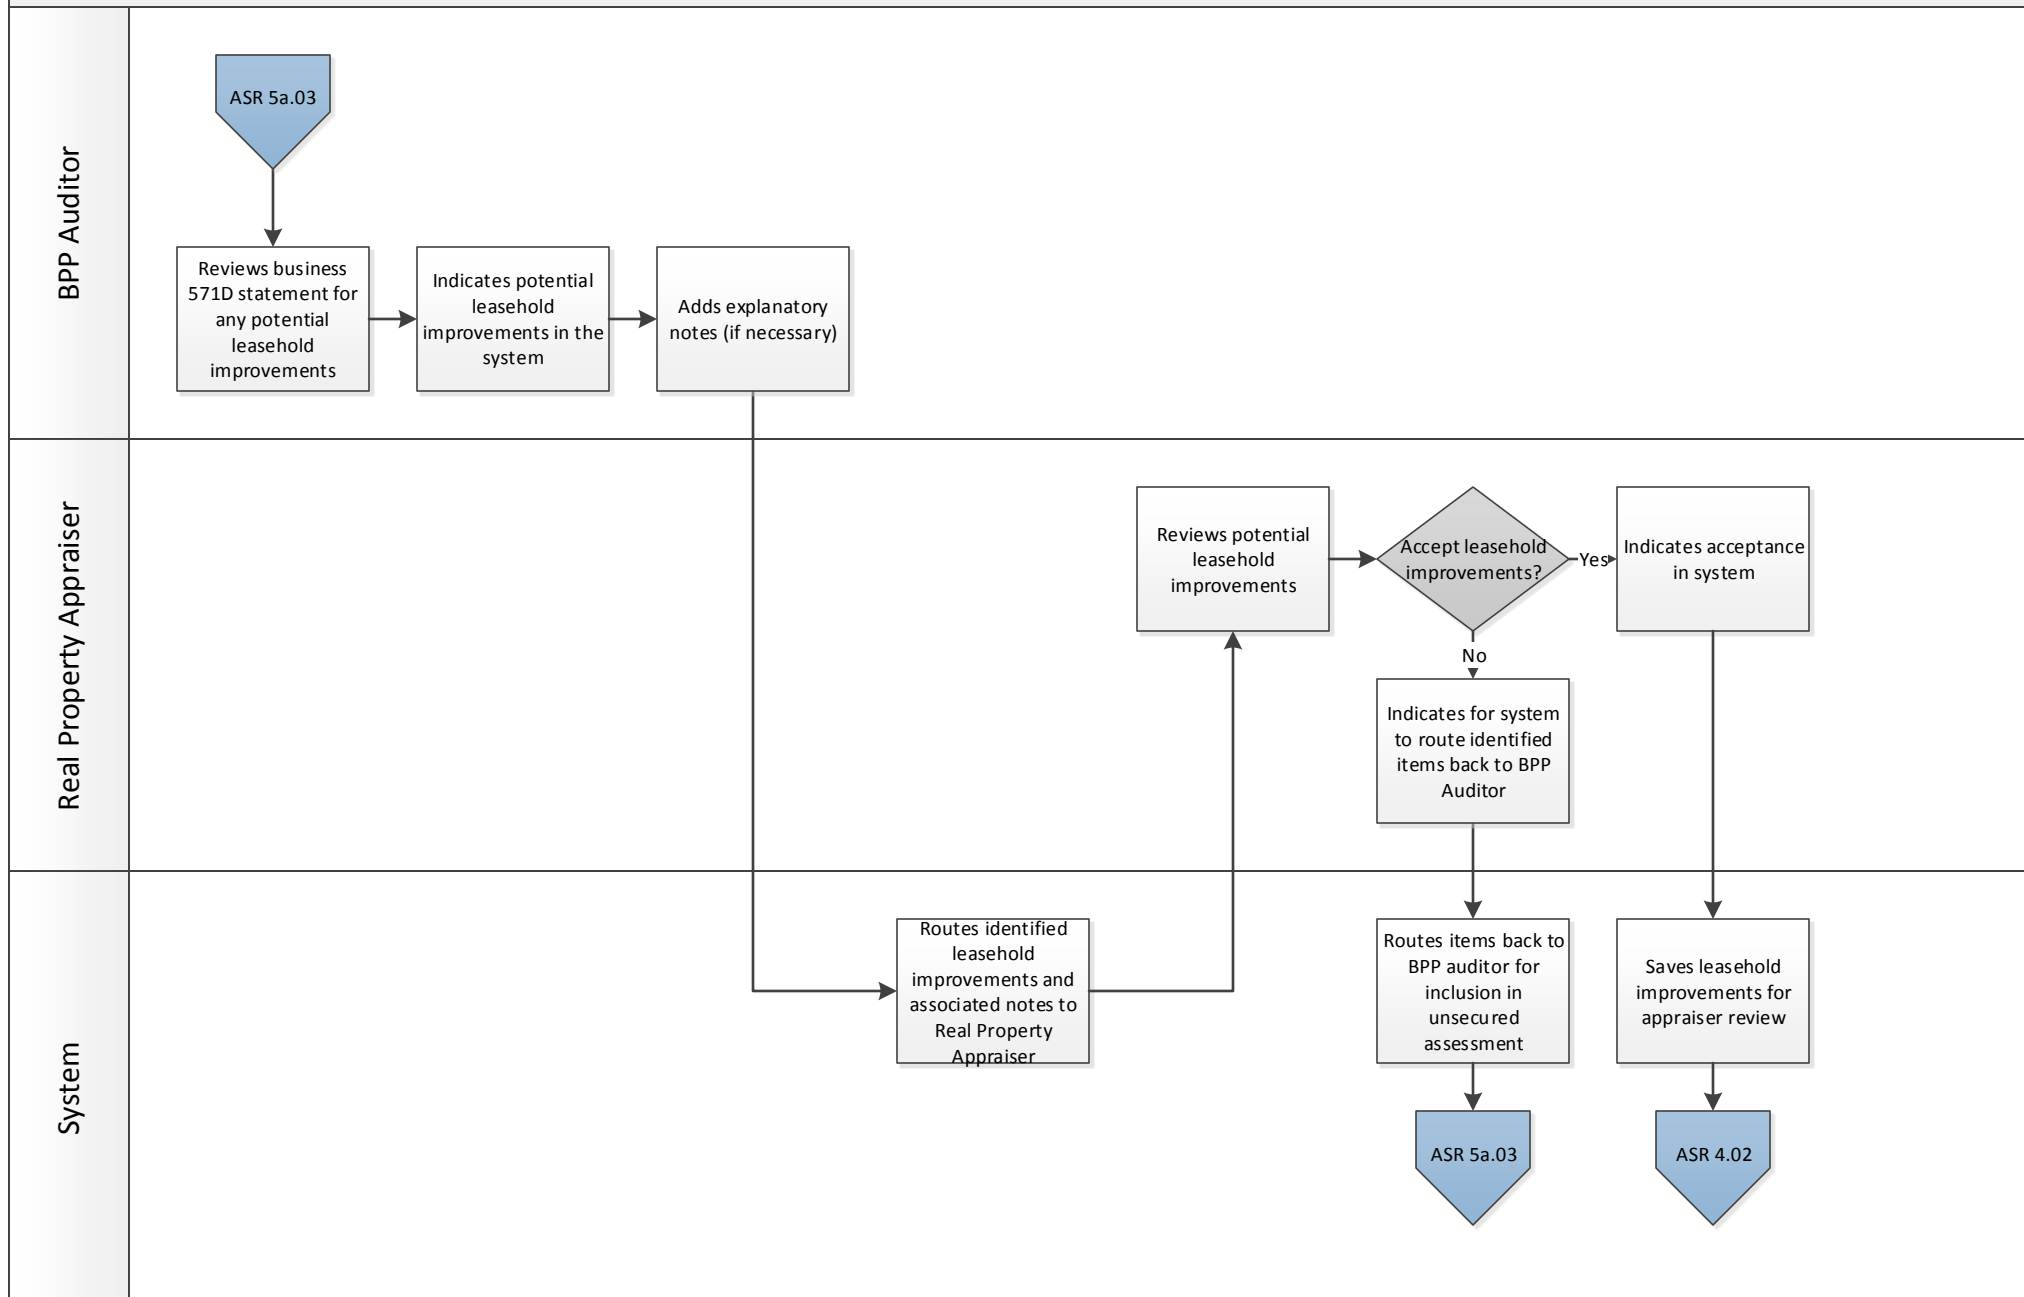 BPP Auditor
ASR 5a.03
Reviews business
571D statement for
any potential
leasehold
improvements
Indicates potential
leasehold
improvements in the
system
Adds explanatory
notes (if necessary)
Real Property Appraiser
Reviews potential
leasehold
improvements
Accept leasehold
improvements?
Yes
Indicates acceptance
in system
No
Indicates for system
to route identified
items back to BPP
Auditor
System
Routes identified
leasehold
improvements and
associated notes to
Real Property
Appraiser
Routes items back to
BPP auditor for
inclusion in
unsecured
assessment
Saves leasehold
improvements for
appraiser review
ASR 5a.03
ASR 4.02